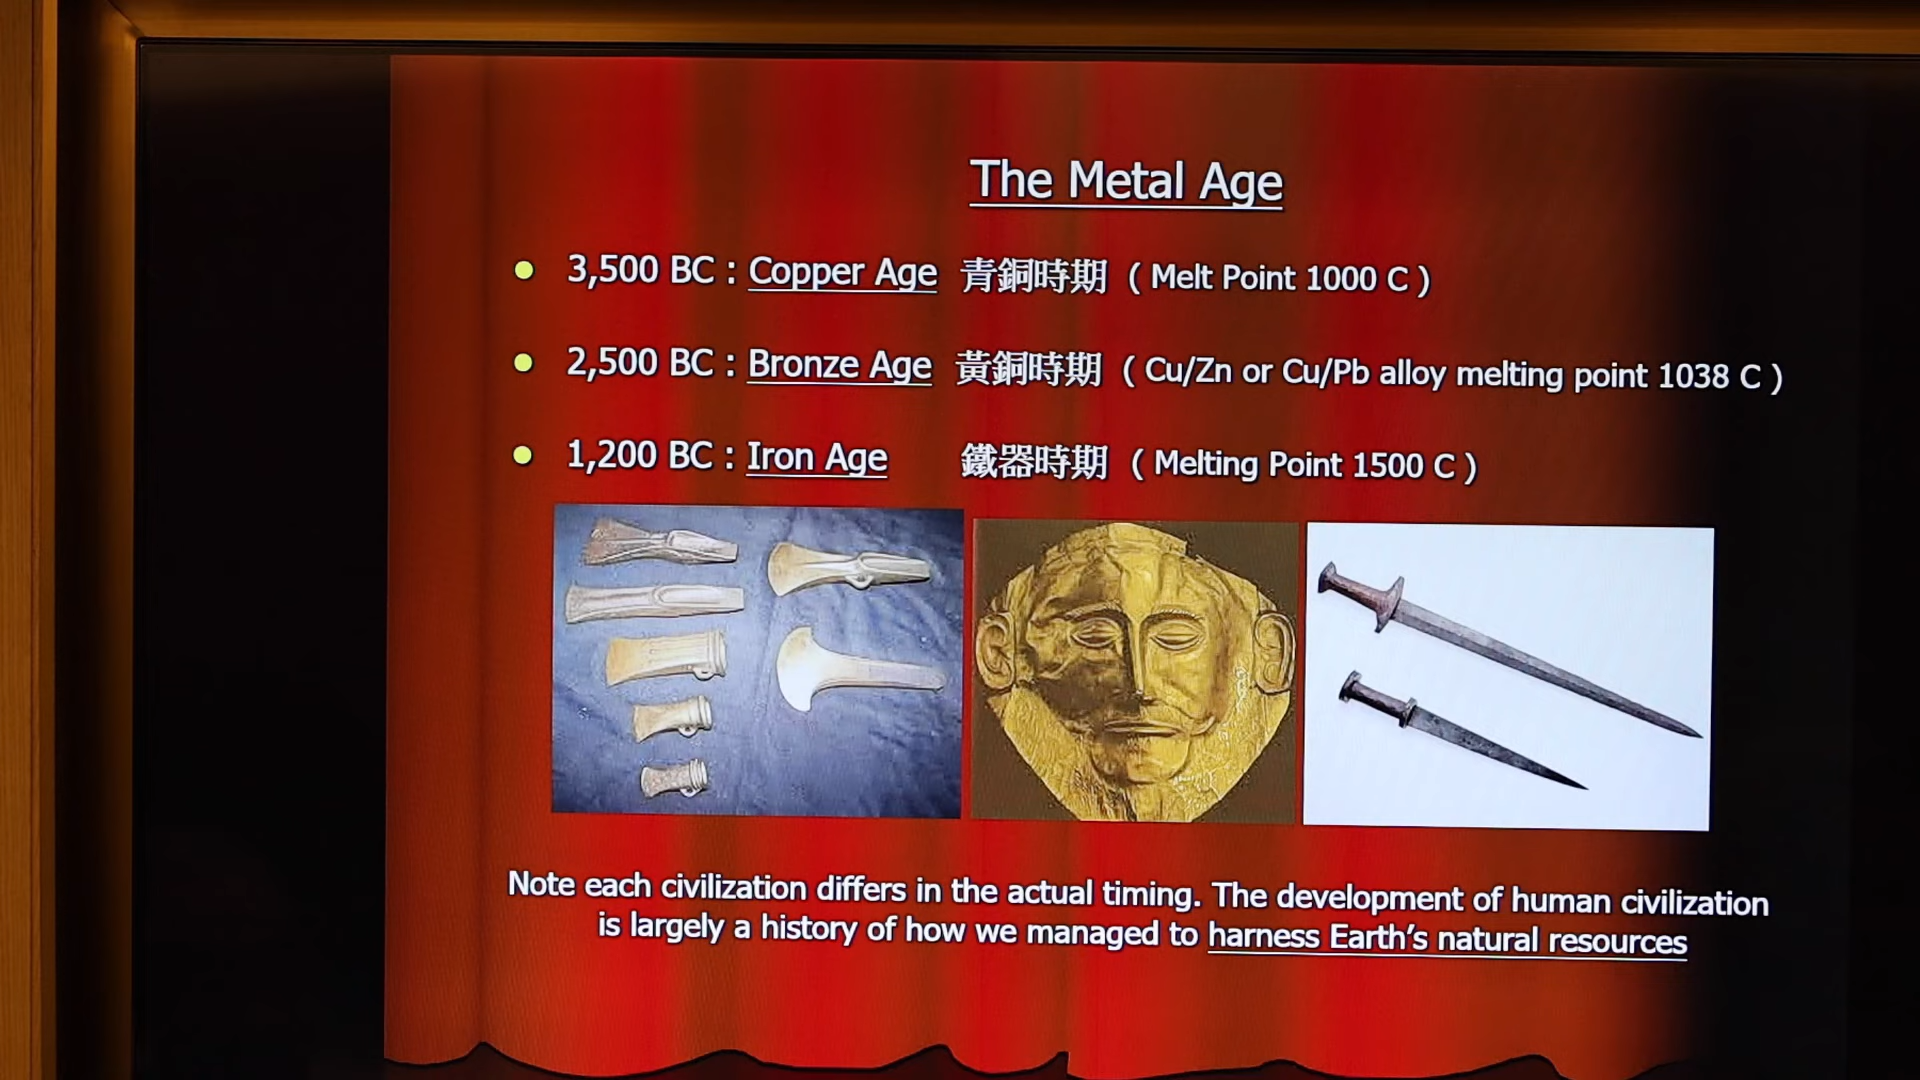 The Metal Age
3,500 BC : Copper Age 青銅時期 ( Melt Point 1000 C )
2,500 BC : Bronze Age 黃銅時期 ( Cu/Zn or Cu/Pb alloy melting point 1038 C )
1,200 BC : Iron Age 鐵器時期 ( Melting Point 1500 C )
Note each civilization differs in the actual timing. The development of human civilization
is largely a history of how we managed to harness Earth's natural resources